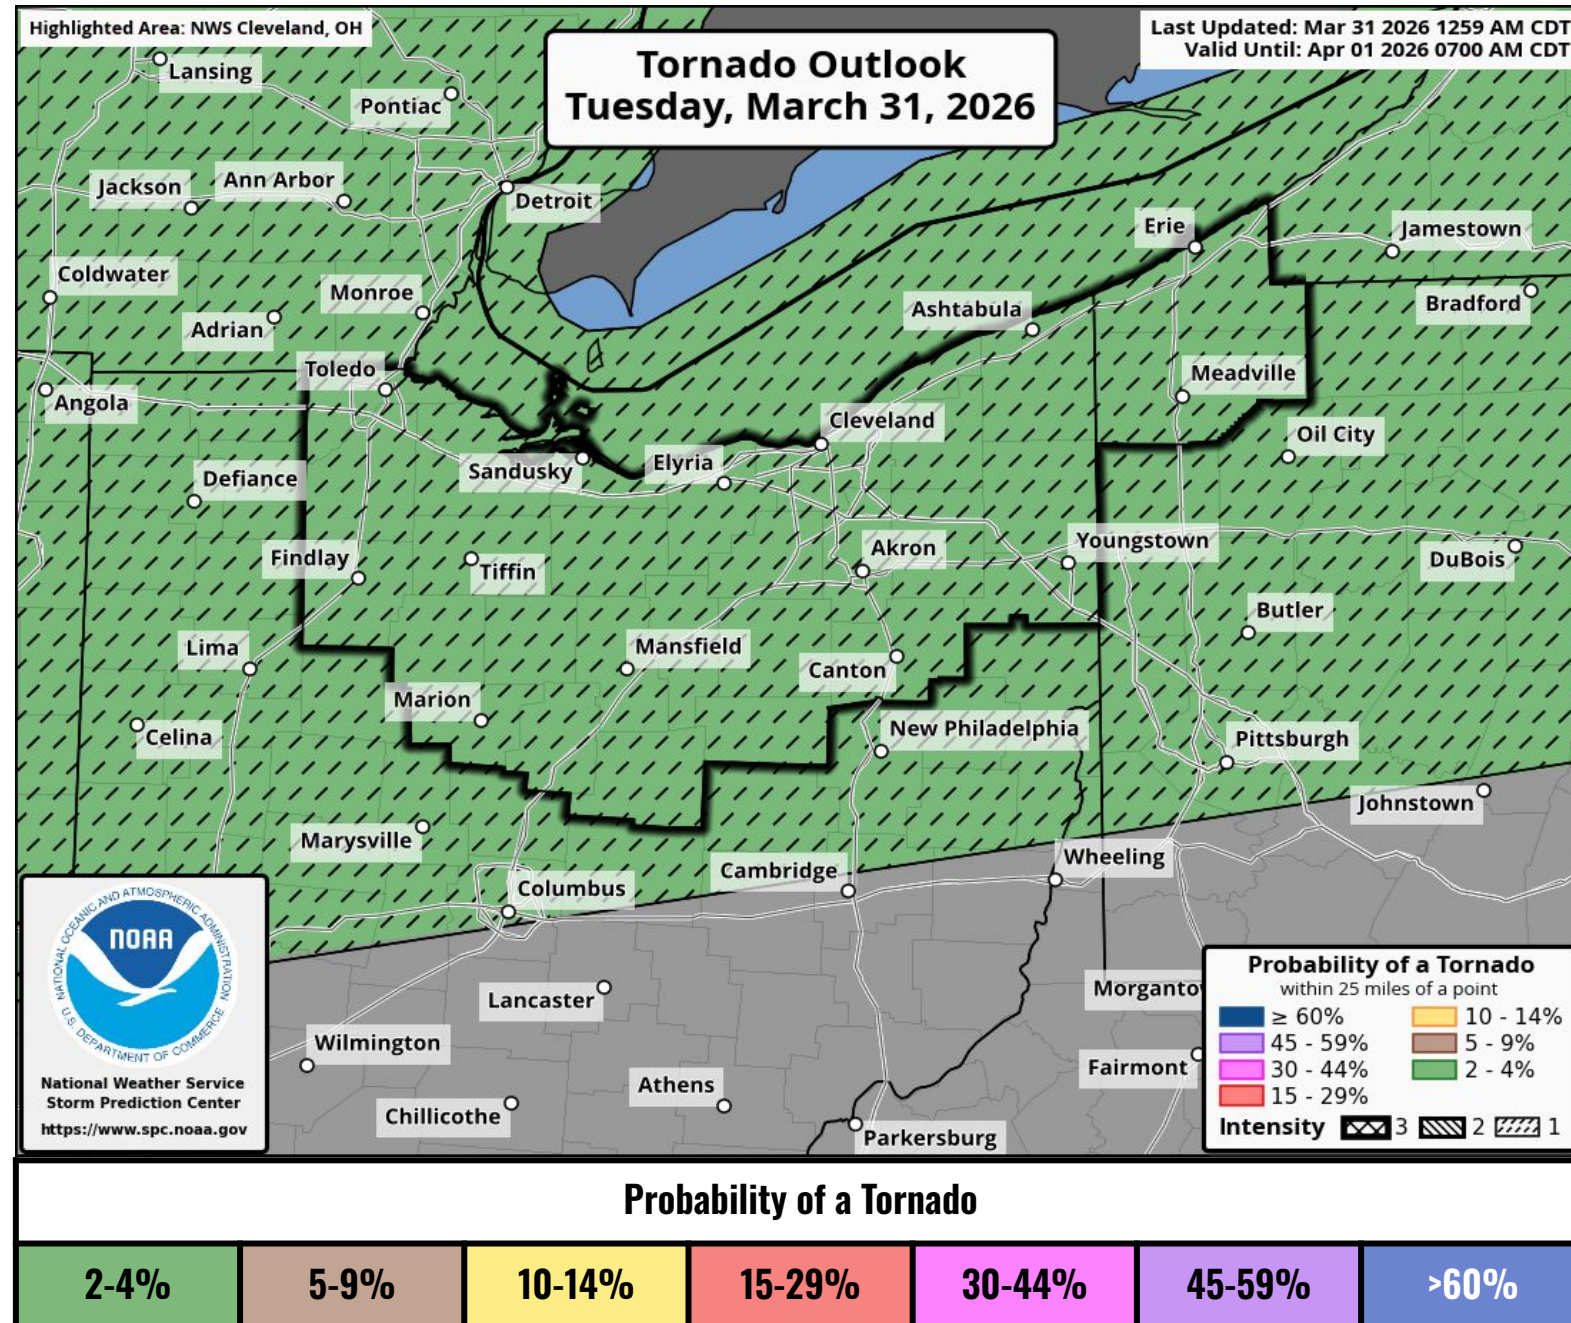 Highlighted Area: NWS Cleveland, OH
Last Updated: Mar 31 2026 1259 AM CDT
Valid Until: Apr 01 2026 0700 AM CDT
Tornado Outlook
Tuesday, March 31, 2026
Lansing
Pontiac
Jackson
Ann Arbor
Detroit
Erie
Jamestown
Coldwater
Monroe
Adrian
Ashtabula
Bradford
Toledo
Meadville
Angola
Cleveland
Oil City
Sandusky
Elyria
Defiance
Findlay
Tiffin
Akron
Youngstown
DuBois
Butler
Lima
Mansfield
Canton
Marion
Celina
New Philadelphia
Pittsburgh
Johnstown
Marysville
Wheeling
Cambridge
Columbus
Lancaster
Morganto
Wilmington
Fairmont
Athens
Chillicothe
Parkersburg
NATIONAL OCEANIC AND ATMOSPHERIC ADMINISTRATION
NOAA
U.S. DEPARTMENT OF COMMERCE
National Weather Service
Storm Prediction Center
https://www.spc.noaa.gov
Probability of a Tornado
within 25 miles of a point
≥ 60% 10 - 14%
45 - 59% 5 - 9%
30 - 44% 2 - 4%
15 - 29%
Intensity 3 2 1
Probability of a Tornado
2-4% 5-9% 10-14% 15-29% 30-44% 45-59% >60%